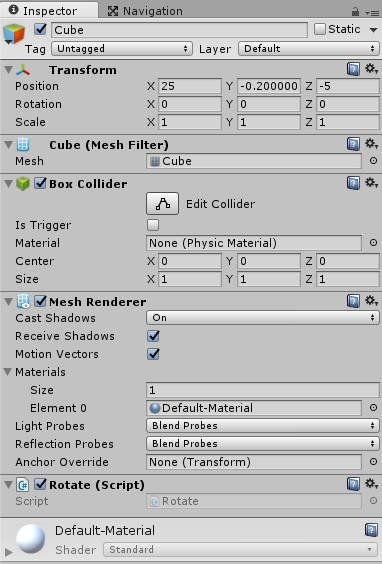 Inspector Navigation
Cube Static
Tag Untagged Layer Default
Transform
Position X 25 Y -0.200000 Z -5
Rotation X 0 Y 0 Z 0
Scale X 1 Y 1 Z 1
Cube (Mesh Filter)
Mesh Cube
Box Collider
Edit Collider
Is Trigger
Material None (Physic Material)
Center X 0 Y 0 Z 0
Size X 1 Y 1 Z 1
Mesh Renderer
Cast Shadows On
Receive Shadows
Motion Vectors
Materials
Size 1
Element 0 Default-Material
Light Probes Blend Probes
Reflection Probes Blend Probes
Anchor Override None (Transform)
Rotate (Script)
Script Rotate
Default-Material
Shader Standard